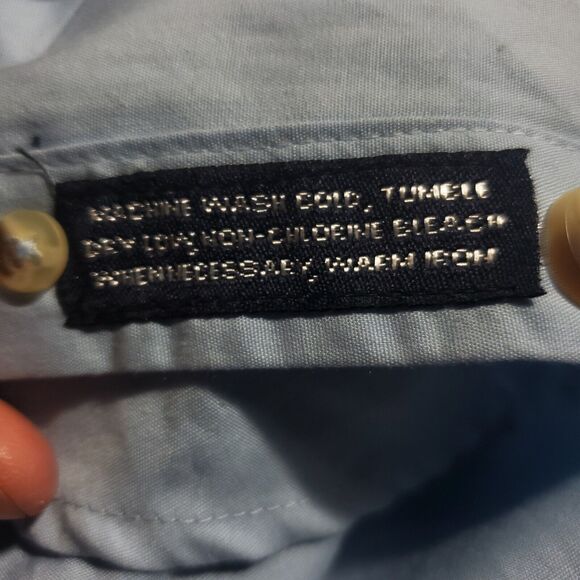 MACHINE WASH COLD, TUMBLE
DRY LOW, NON-CHLORINE BLEACH
WHEN NECESSARY, WARM IRON